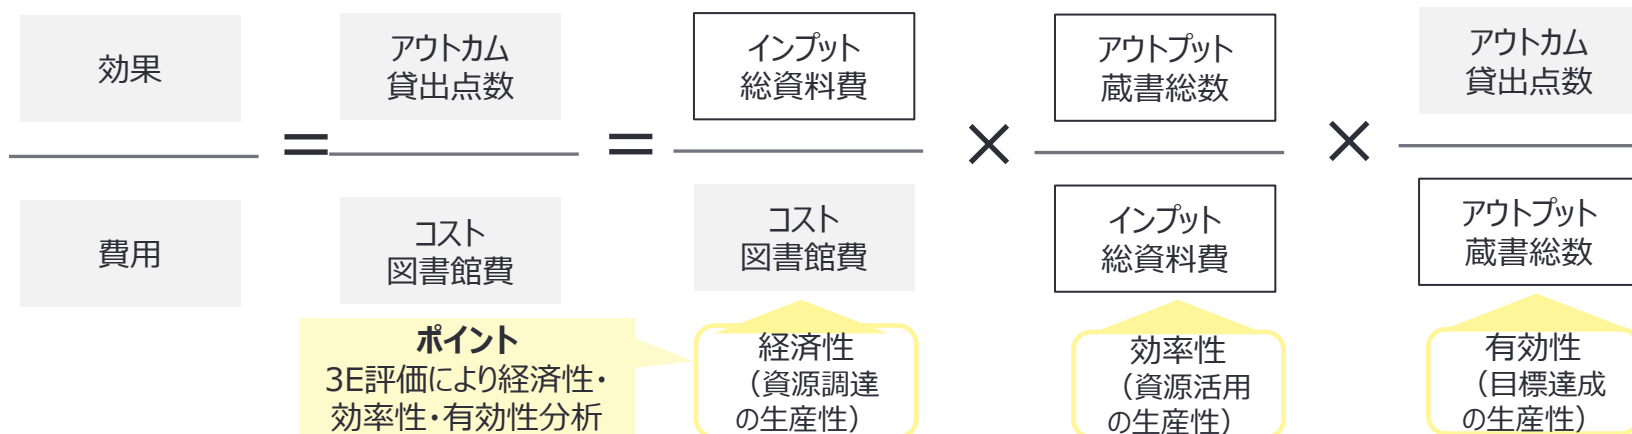 効果
費用
=
アウトカム
貸出点数
コスト
図書館費
=
インプット
総資料費
コスト
図書館費
×
アウトプット
蔵書総数
インプット
総資料費
×
アウトカム
貸出点数
アウトプット
蔵書総数
ポイント
3E評価により経済性・
効率性・有効性分析
経済性
（資源調達
の生産性）
効率性
（資源活用
の生産性）
有効性
（目標達成
の生産性）